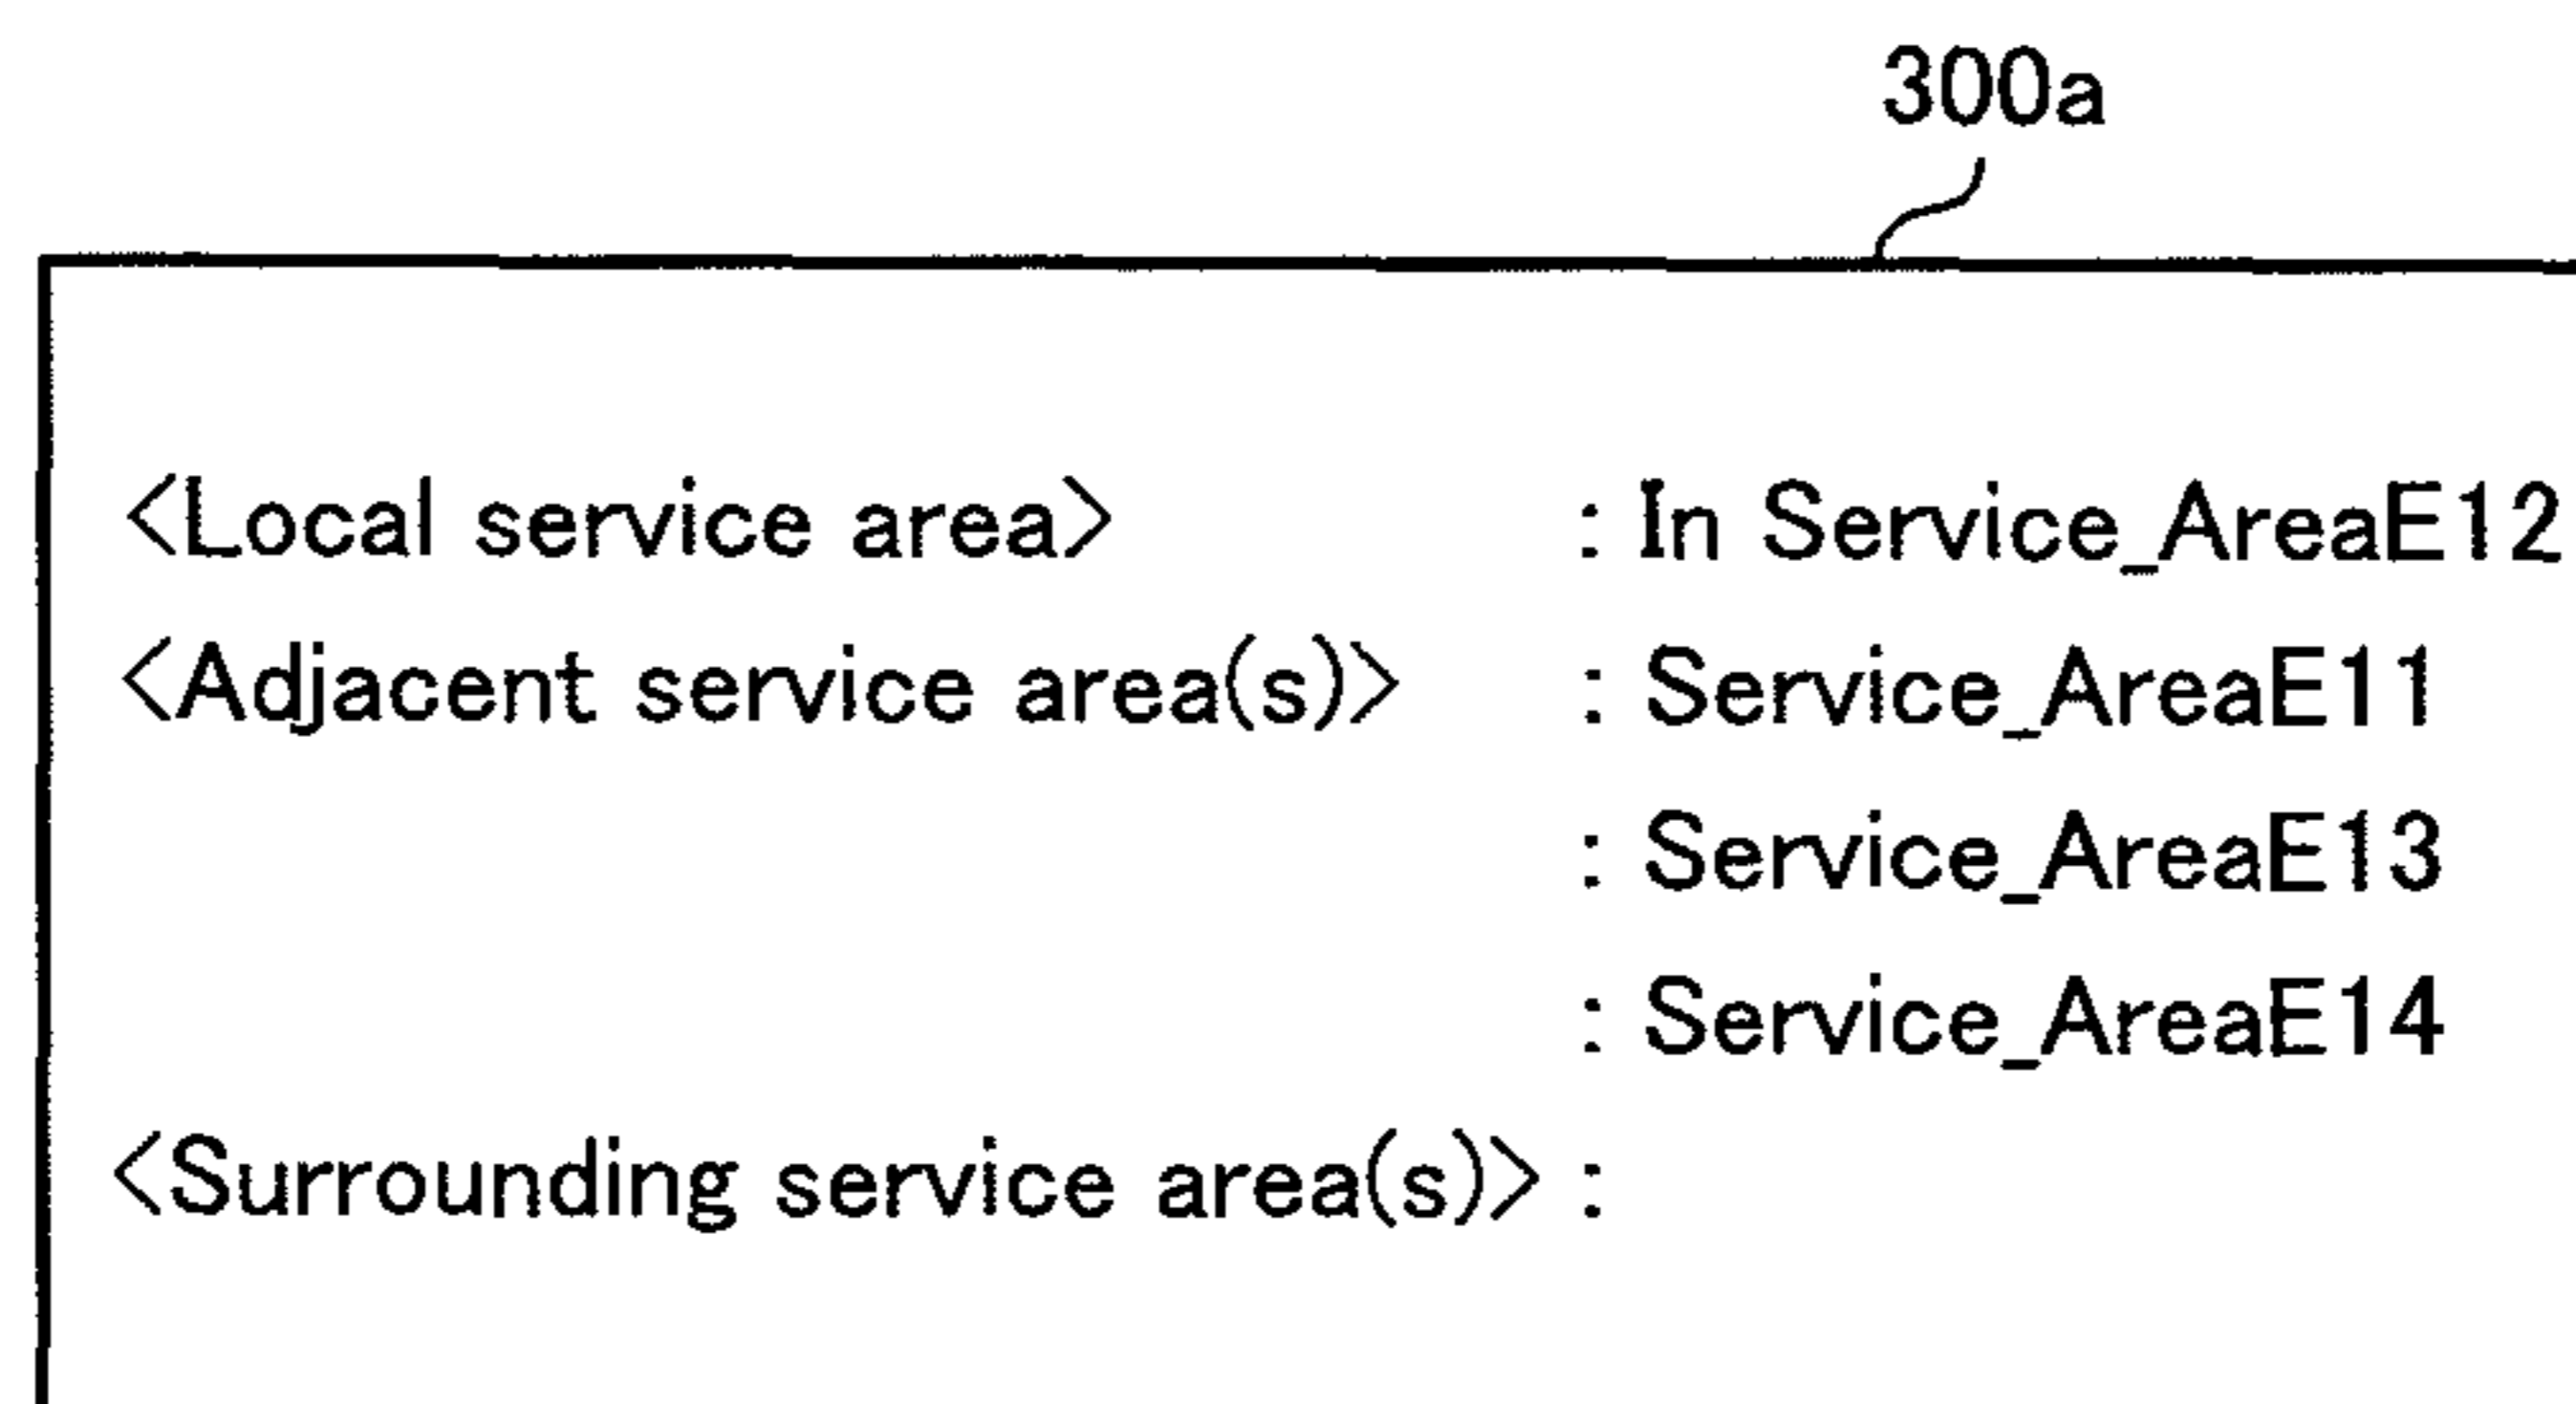 300a
<Local service area> : In Service_AreaE12
<Adjacent service area(s)> : Service_AreaE11
: Service_AreaE13
: Service_AreaE14
<Surrounding service area(s)> :